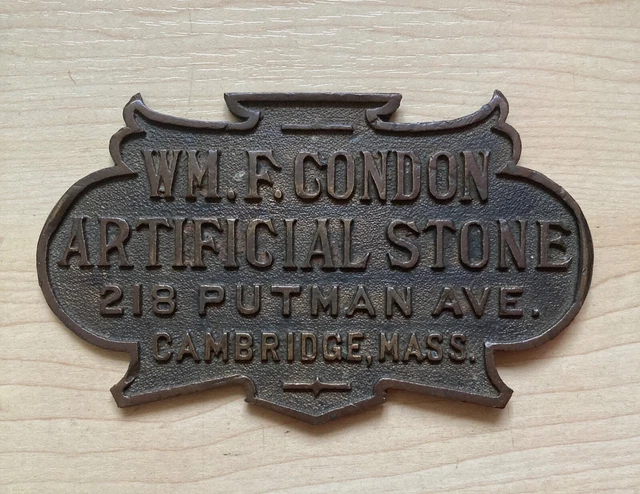 WM. F. CONDON
ARTIFICIAL STONE
218 PUTMAN AVE.
CAMBRIDGE, MASS.